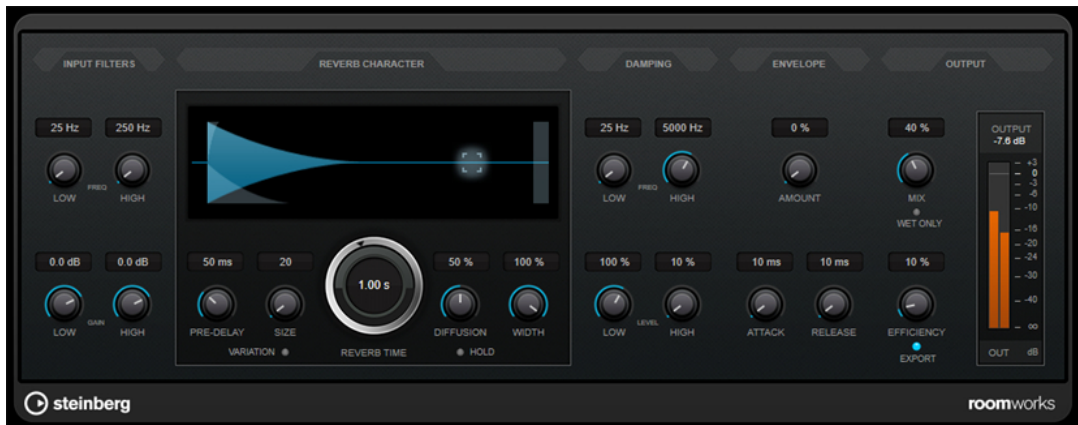 INPUT FILTERS REVERB CHARACTER DAMPING ENVELOPE OUTPUT
25 Hz 250 Hz 25 Hz 5000 Hz 0 % 40 % OUTPUT
-7.6 dB
LOW FREQ HIGH LOW FREQ HIGH AMOUNT MIX
WET ONLY
+3
0
-3
-6
-10
-16
-20
-24
-30
-40
∞
0.0 dB 0.0 dB 50 ms 20 1.00 s 50 % 100 % 100 % 10 % 10 ms 10 ms 10 %
LOW GAIN HIGH PRE-DELAY SIZE DIFFUSION WIDTH LOW LEVEL HIGH ATTACK RELEASE EFFICIENCY
VARIATION REVERB TIME HOLD EXPORT OUT dB
steinberg roomworks